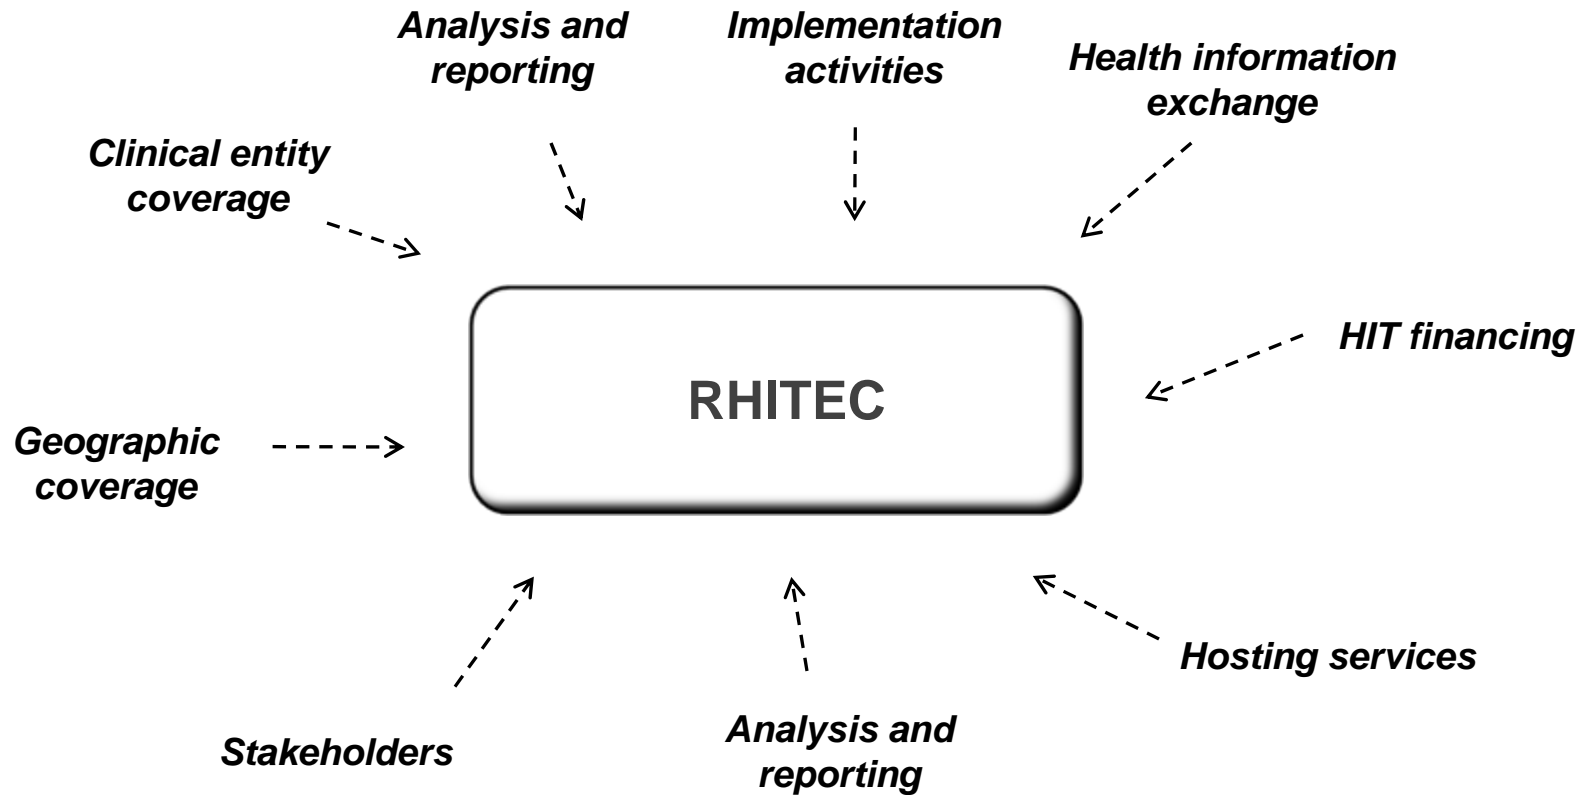 Analysis and
reporting
Implementation
activities
Health information
exchange
Clinical entity
coverage
HIT financing
RHITEC
Geographic
coverage
Hosting services
Stakeholders
Analysis and
reporting